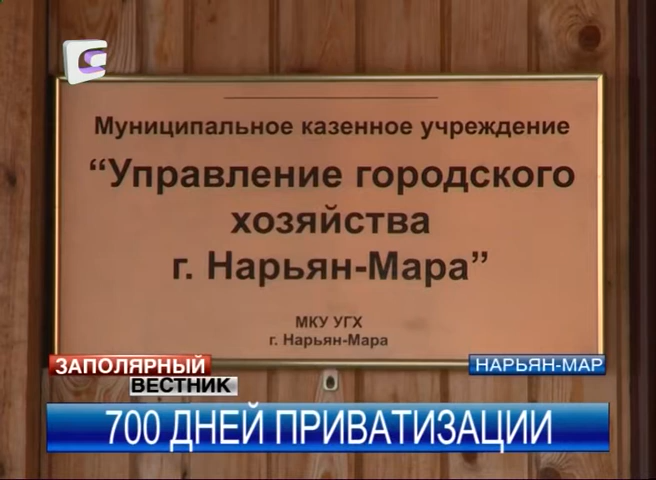 Муниципальное казенное учреждение
“Управление городского
хозяйства
г. Нарьян-Мара”
МКУ УГХ
г. Нарьян-Мара
ЗАПОЛЯРНЫЙ
ВЕСТНИК
НАРЬЯН-МАР
700 ДНЕЙ ПРИВАТИЗАЦИИ